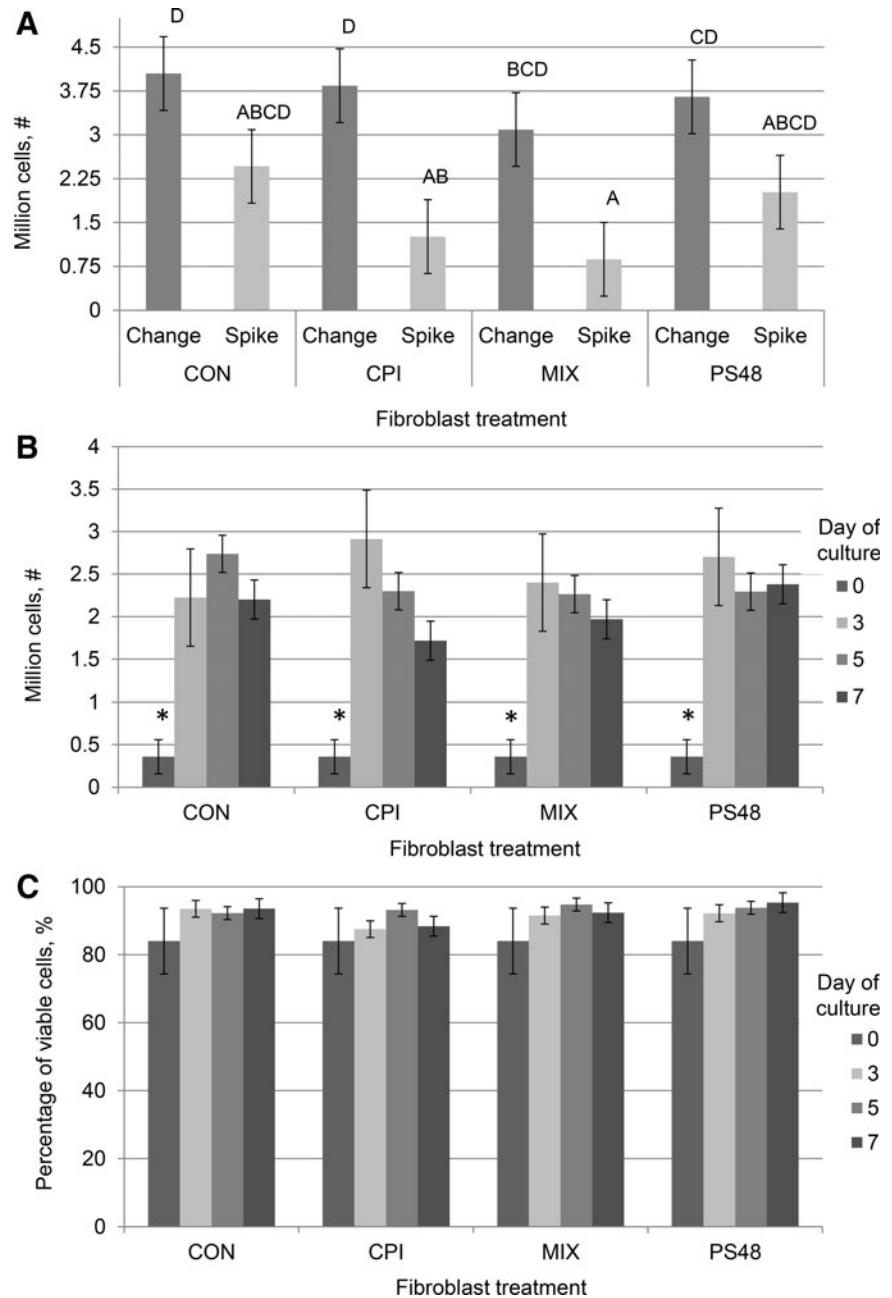 A
Million cells, #
4.5
3.75
3
2.25
1.5
0.75
0
D
ABCD
D
AB
BCD
A
CD
ABCD
Change Spike Change Spike Change Spike Change Spike
CON CPI MIX PS48
Fibroblast treatment
B
Million cells, #
4
3.5
3
2.5
2
1.5
1
0.5
0
* * * *
CON CPI MIX PS48
Fibroblast treatment
Day of
culture
0
3
5
7
C
Percentage of viable cells, %
100
80
60
40
20
0
CON CPI MIX PS48
Fibroblast treatment
Day of
culture
0
3
5
7